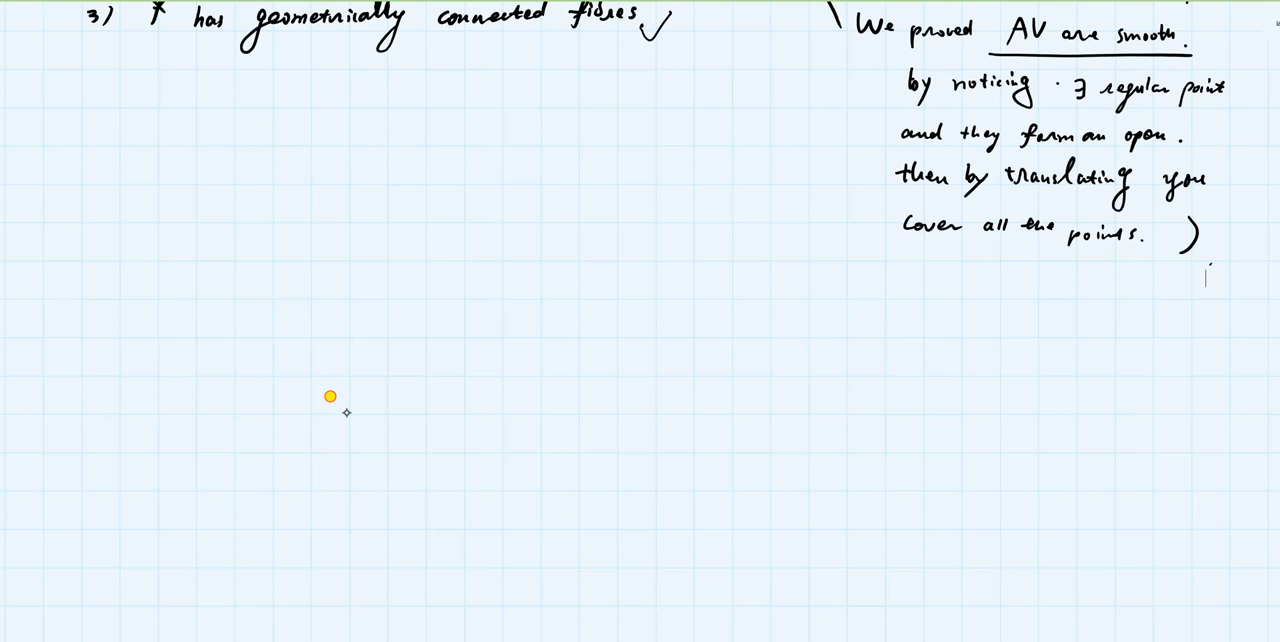 3) f has geometrically connected fibres ✓
( We proved AV are smooth.
by noticing · ∃ regular point
and they form an open.
then by translating you
cover all the points. )